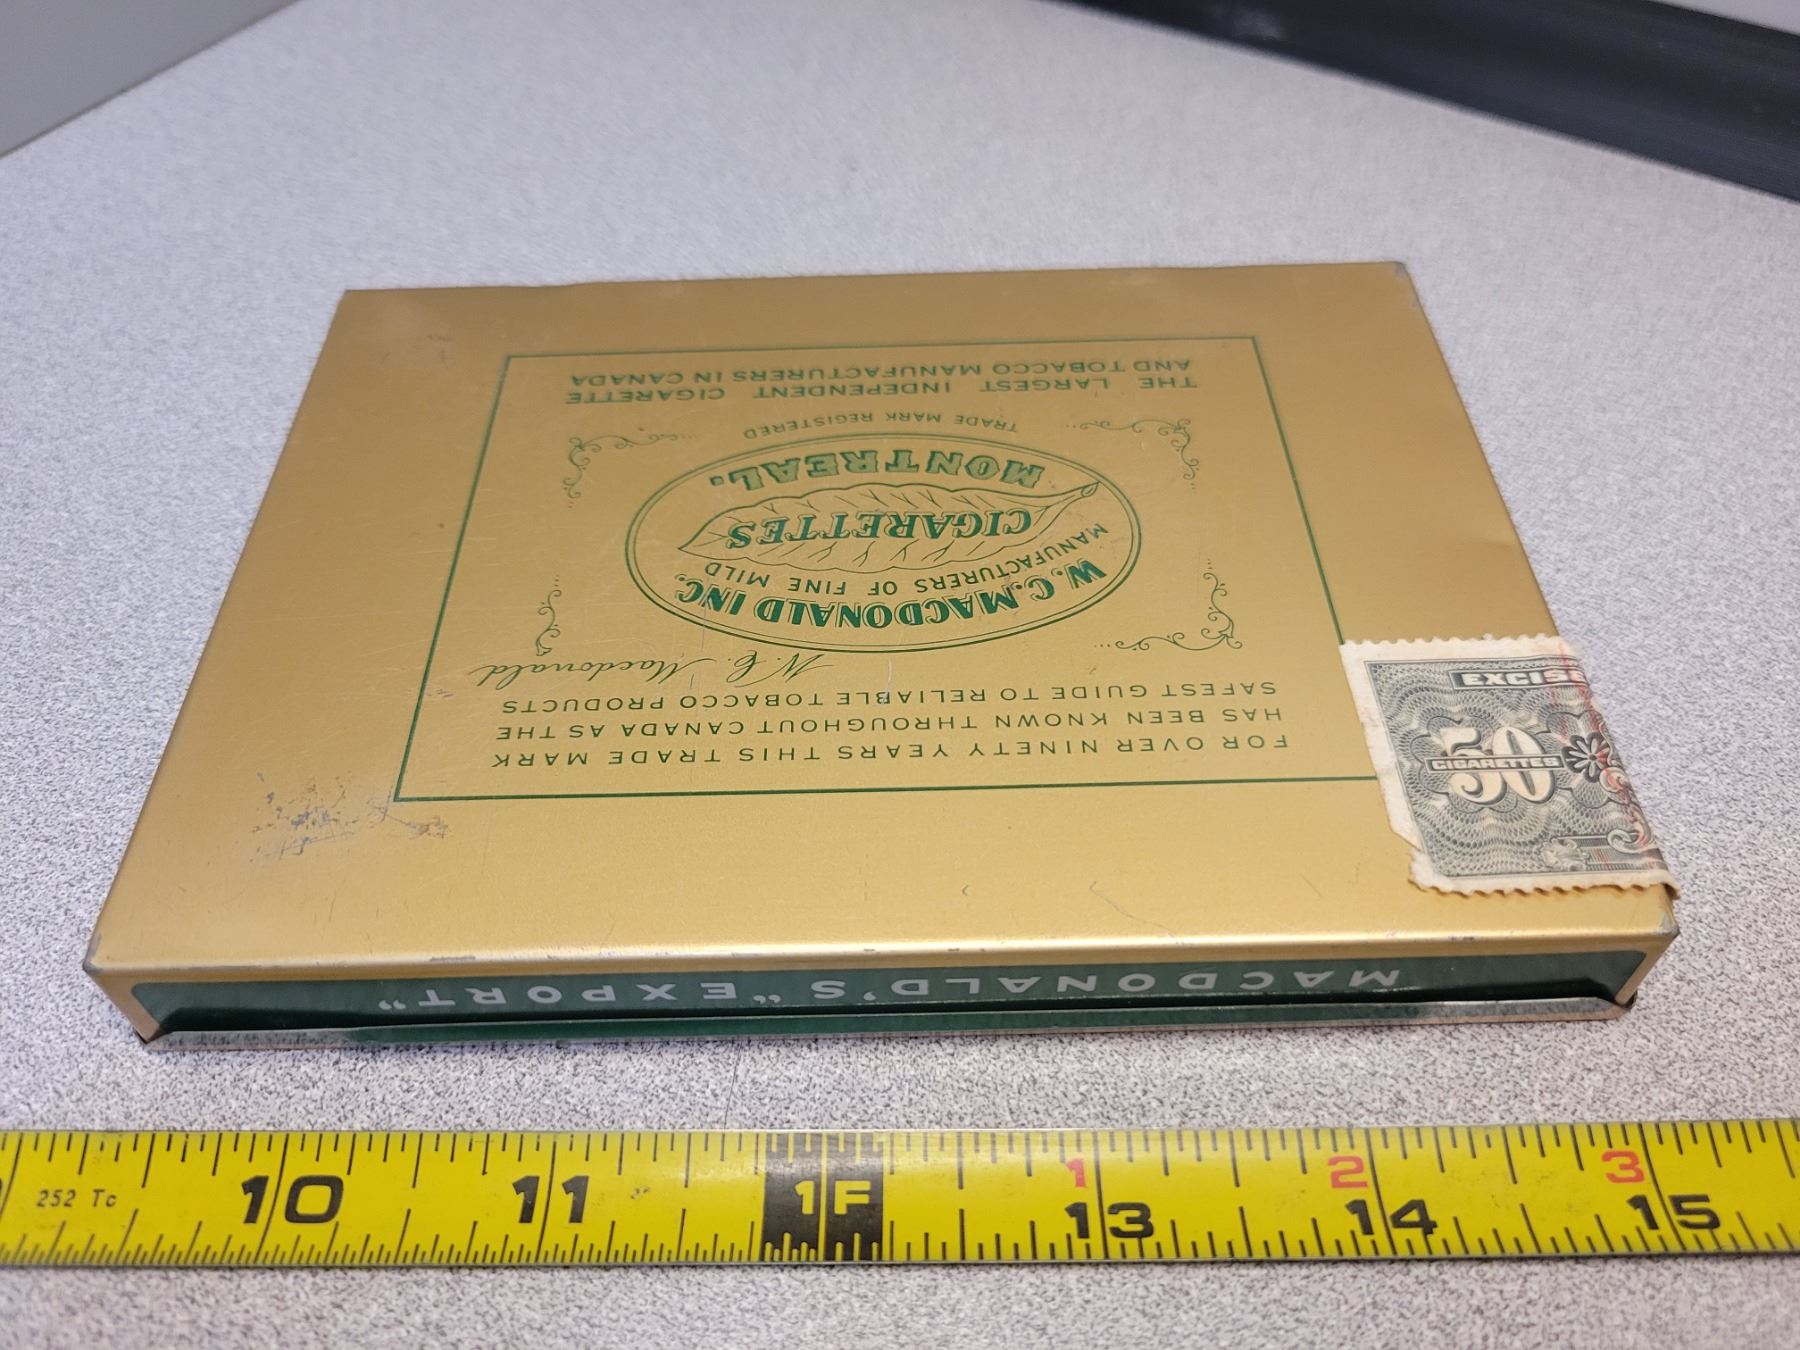 FOR OVER NINETY YEARS THIS TRADE MARK
HAS BEEN KNOWN THROUGHOUT CANADA AS THE
SAFEST GUIDE TO RELIABLE TOBACCO PRODUCTS
W. C. Macdonald
W. C. MACDONALD INC.
MANUFACTURERS OF FINE MILD
CIGARETTES
MONTREAL.
TRADE MARK REGISTERED
THE LARGEST INDEPENDENT CIGARETTE
AND TOBACCO MANUFACTURERS IN CANADA
EXCISE
50
CIGARETTES
MACDONALD'S "EXPORT"
1 2 3
252 Tc 10 11 1F 13 14 15